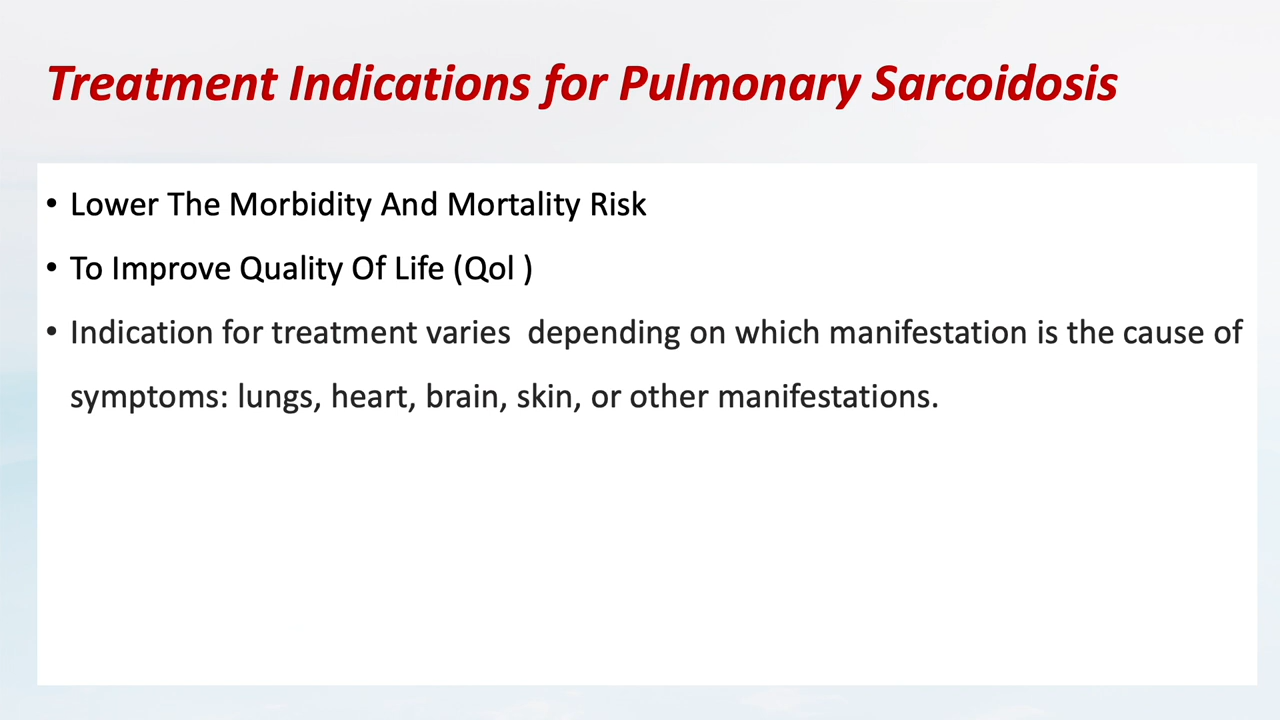 Treatment Indications for Pulmonary Sarcoidosis
• Lower The Morbidity And Mortality Risk
• To Improve Quality Of Life (Qol )
• Indication for treatment varies  depending on which manifestation is the cause of
symptoms: lungs, heart, brain, skin, or other manifestations.